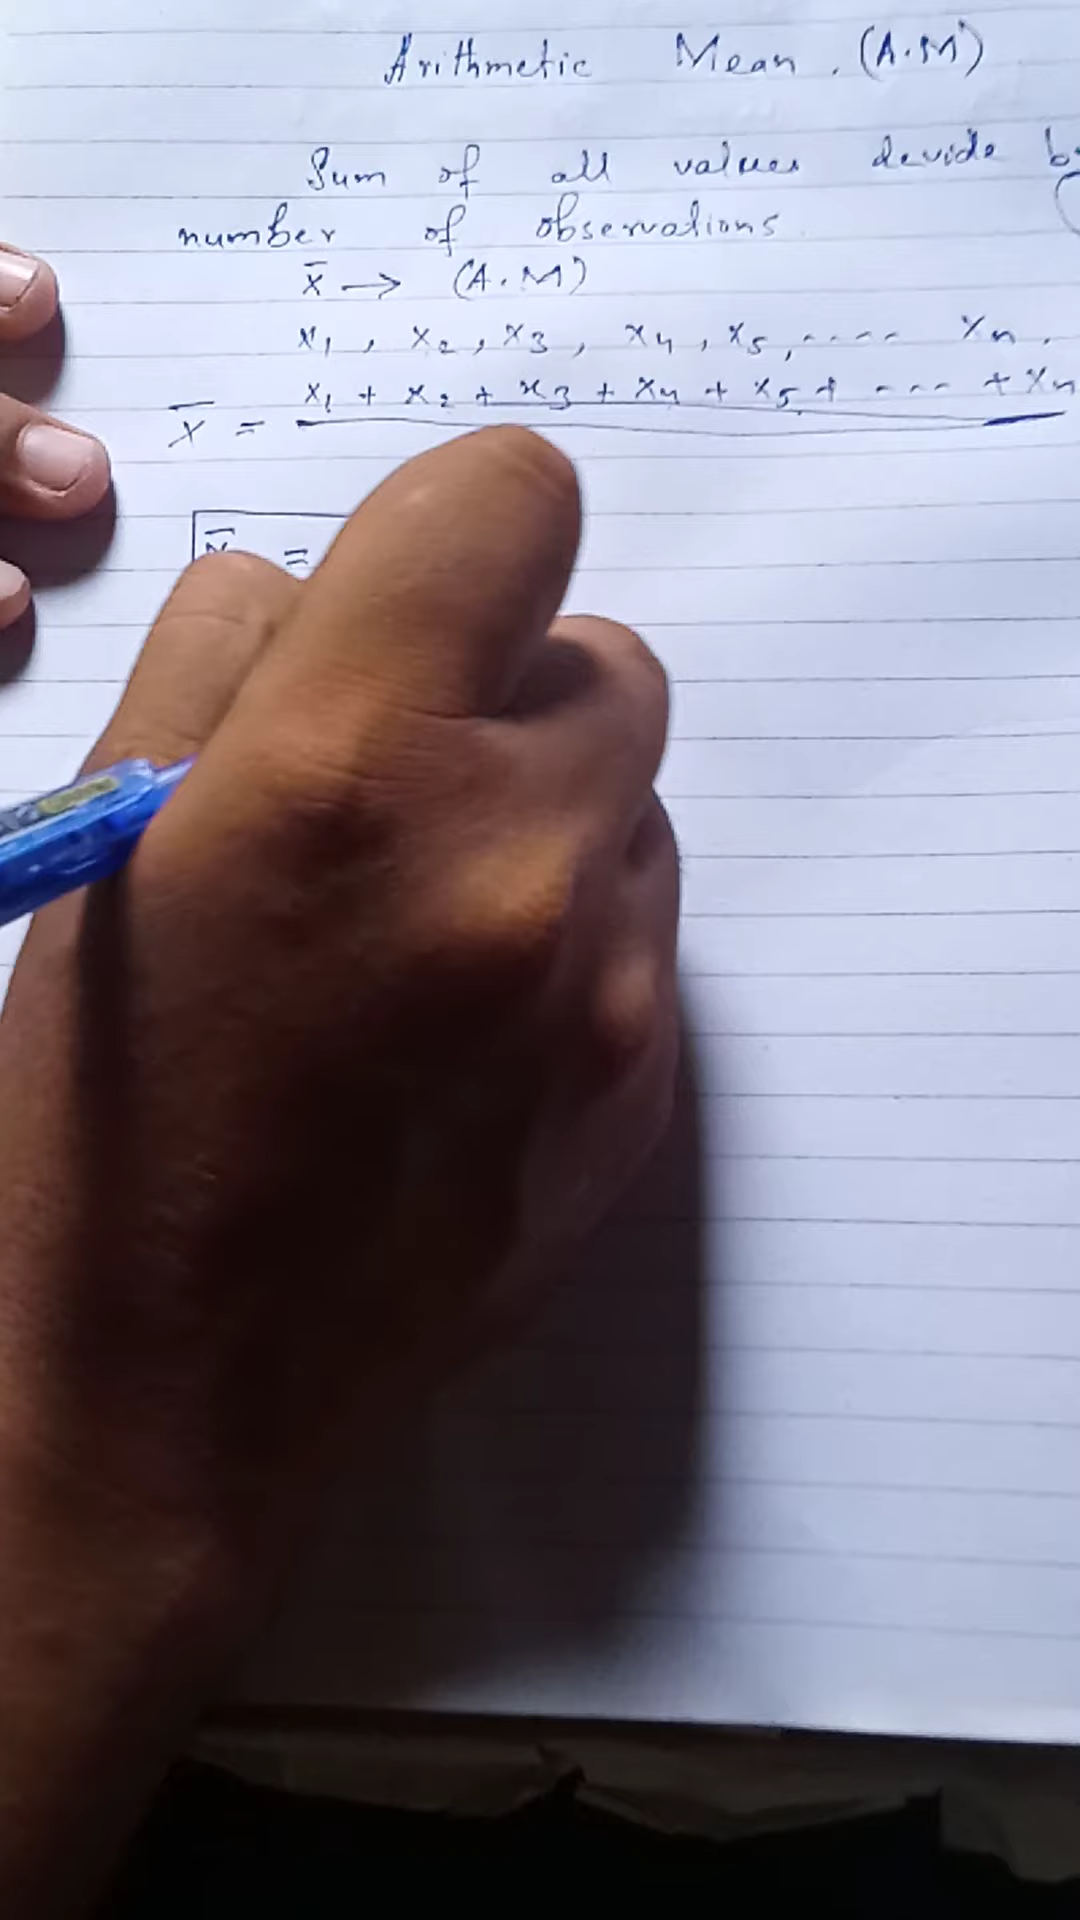 Arithmetic Mean . (A.M)
Sum of all values devide by
number of observations.
x̄ → (A.M)
x₁ , x₂ , x₃ , x₄ , x₅ , ---- xₙ .
x₁ + x₂ + x₃ + x₄ + x₅ + ---- + xₙ
x̄ =
x̄ =